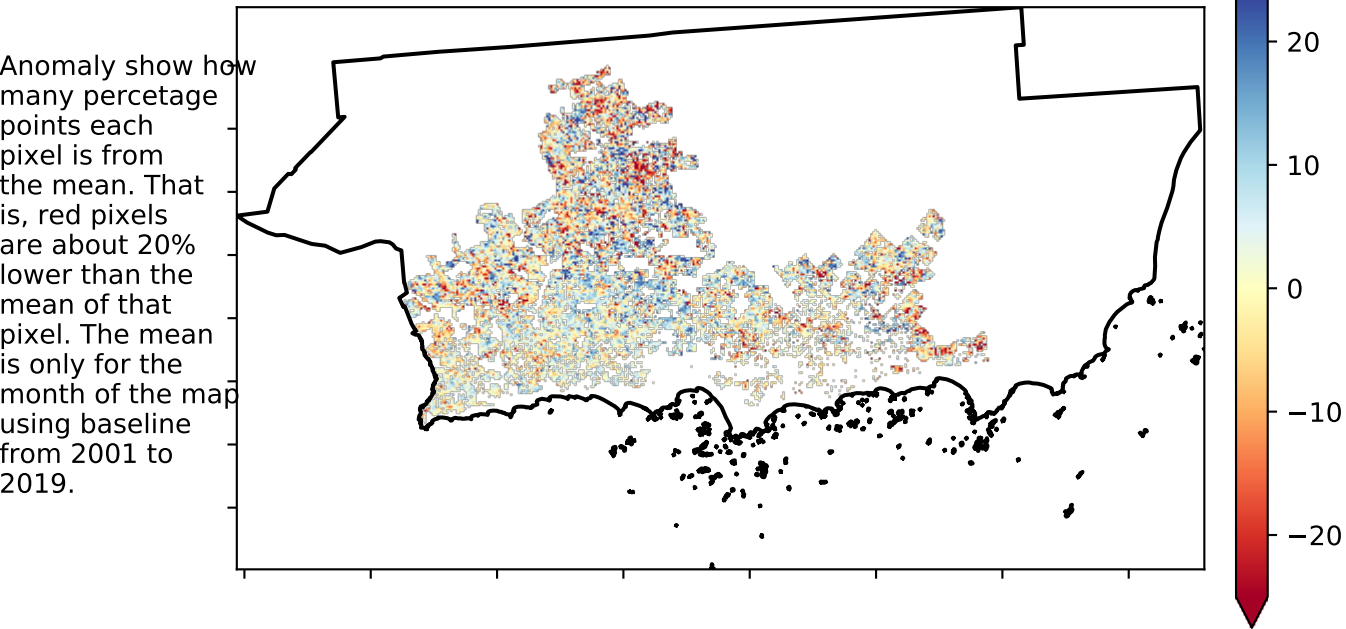 Anomaly show how
many percetage
points each
pixel is from
the mean. That
is, red pixels
are about 20%
lower than the
mean of that
pixel. The mean
is only for the
month of the map
using baseline
from 2001 to
2019.
20
10
0
−10
−20